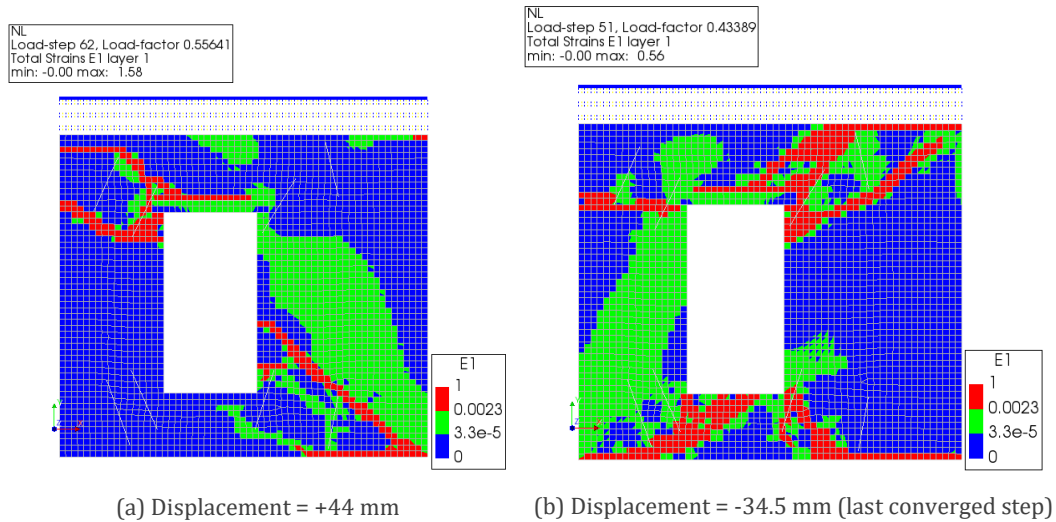 NL
Load-step 62, Load-factor 0.55641
Total Strains E1 layer 1
min: -0.00 max: 1.58
NL
Load-step 51, Load-factor 0.43389
Total Strains E1 layer 1
min: -0.00 max: 0.56
E1
1
0.0023
3.3e-5
0
E1
1
0.0023
3.3e-5
0
(a) Displacement = +44 mm
(b) Displacement = -34.5 mm (last converged step)